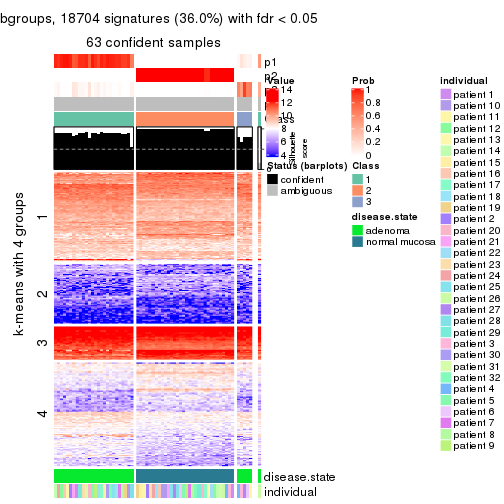 bgroups, 18704 signatures (36.0%) with fdr < 0.05
63 confident samples
p1
p2
Value
14
12
10
8
6
4
Prob
1
0.8
0.6
0.4
0.2
0
individual
patient 1
patient 10
patient 11
patient 12
patient 13
patient 14
patient 15
patient 16
patient 17
patient 18
patient 19
patient 2
patient 20
patient 21
patient 22
patient 23
patient 24
patient 25
patient 26
patient 27
patient 28
patient 29
patient 3
patient 30
patient 31
patient 32
patient 4
patient 5
patient 6
patient 7
patient 8
patient 9
Silhouette
score
Status (barplots)
confident
ambiguous
Class
1
2
3
disease.state
adenoma
normal mucosa
k-means with 4 groups
1
2
3
4
disease.state
individual